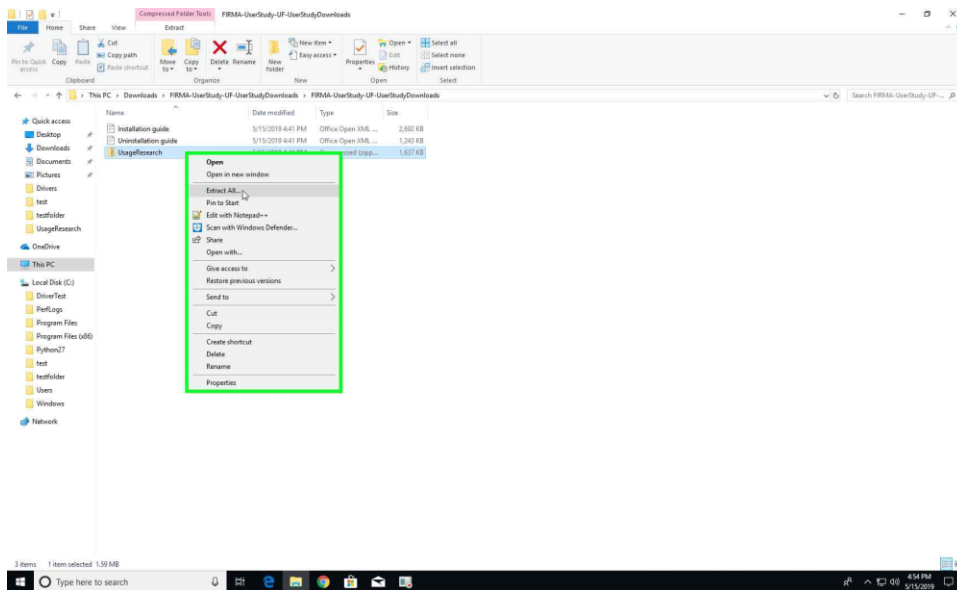 Compressed Folder Tools FIRMA-UserStudy-UF-UserStudyDownloads
File Home Share View Extract
Pin to Quick access
Copy
Paste
Cut
Copy path
Paste shortcut
Move to
Copy to
Delete
Rename
New folder
New item
Easy access
Properties
Open
Edit
History
Select all
Select none
Invert selection
Clipboard Organize New Open Select
This PC › Downloads › FIRMA-UserStudy-UF-UserStudyDownloads › FIRMA-UserStudy-UF-UserStudyDownloads
Search FIRMA-UserStudy-UF-...
Name Date modified Type Size
Installation guide 5/15/2019 4:41 PM Office Open XML ... 2,692 KB
Uninstallation guide 5/15/2019 4:41 PM Office Open XML ... 1,243 KB
UsageResearch 1,637 KB
Quick access
Desktop
Downloads
Documents
Pictures
Drivers
test
testfolder
UsageResearch
OneDrive
This PC
Local Disk (C:)
DriverTest
PerfLogs
Program Files
Program Files (x86)
Python27
test
testfolder
Users
Windows
Network
Open
Open in new window
Extract All...
Pin to Start
Edit with Notepad++
Scan with Windows Defender...
Share
Open with...
Give access to
Restore previous versions
Send to
Cut
Copy
Create shortcut
Delete
Rename
Properties
3 items 1 item selected 1.59 MB
Type here to search
4:54 PM
5/15/2019